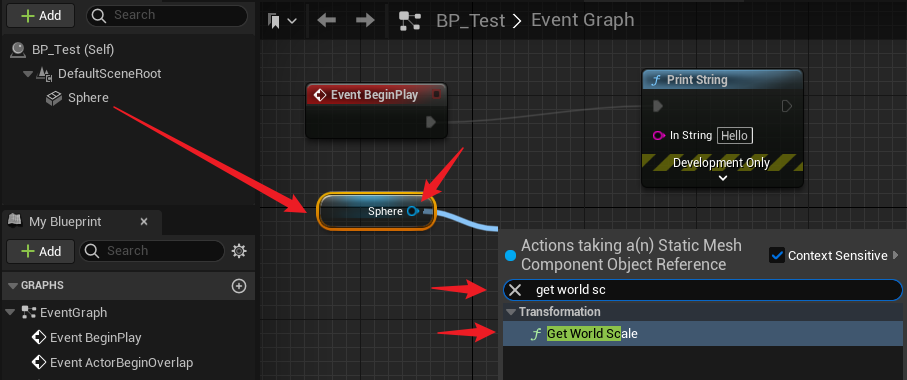 + Add
Search
BP_Test > Event Graph
BP_Test (Self)
DefaultSceneRoot
Sphere
Event BeginPlay
Print String
In String Hello
Development Only
Sphere
My Blueprint
+ Add
Search
GRAPHS
EventGraph
Event BeginPlay
Event ActorBeginOverlap
Actions taking a(n) Static Mesh
Component Object Reference
Context Sensitive
get world sc
Transformation
Get World Scale